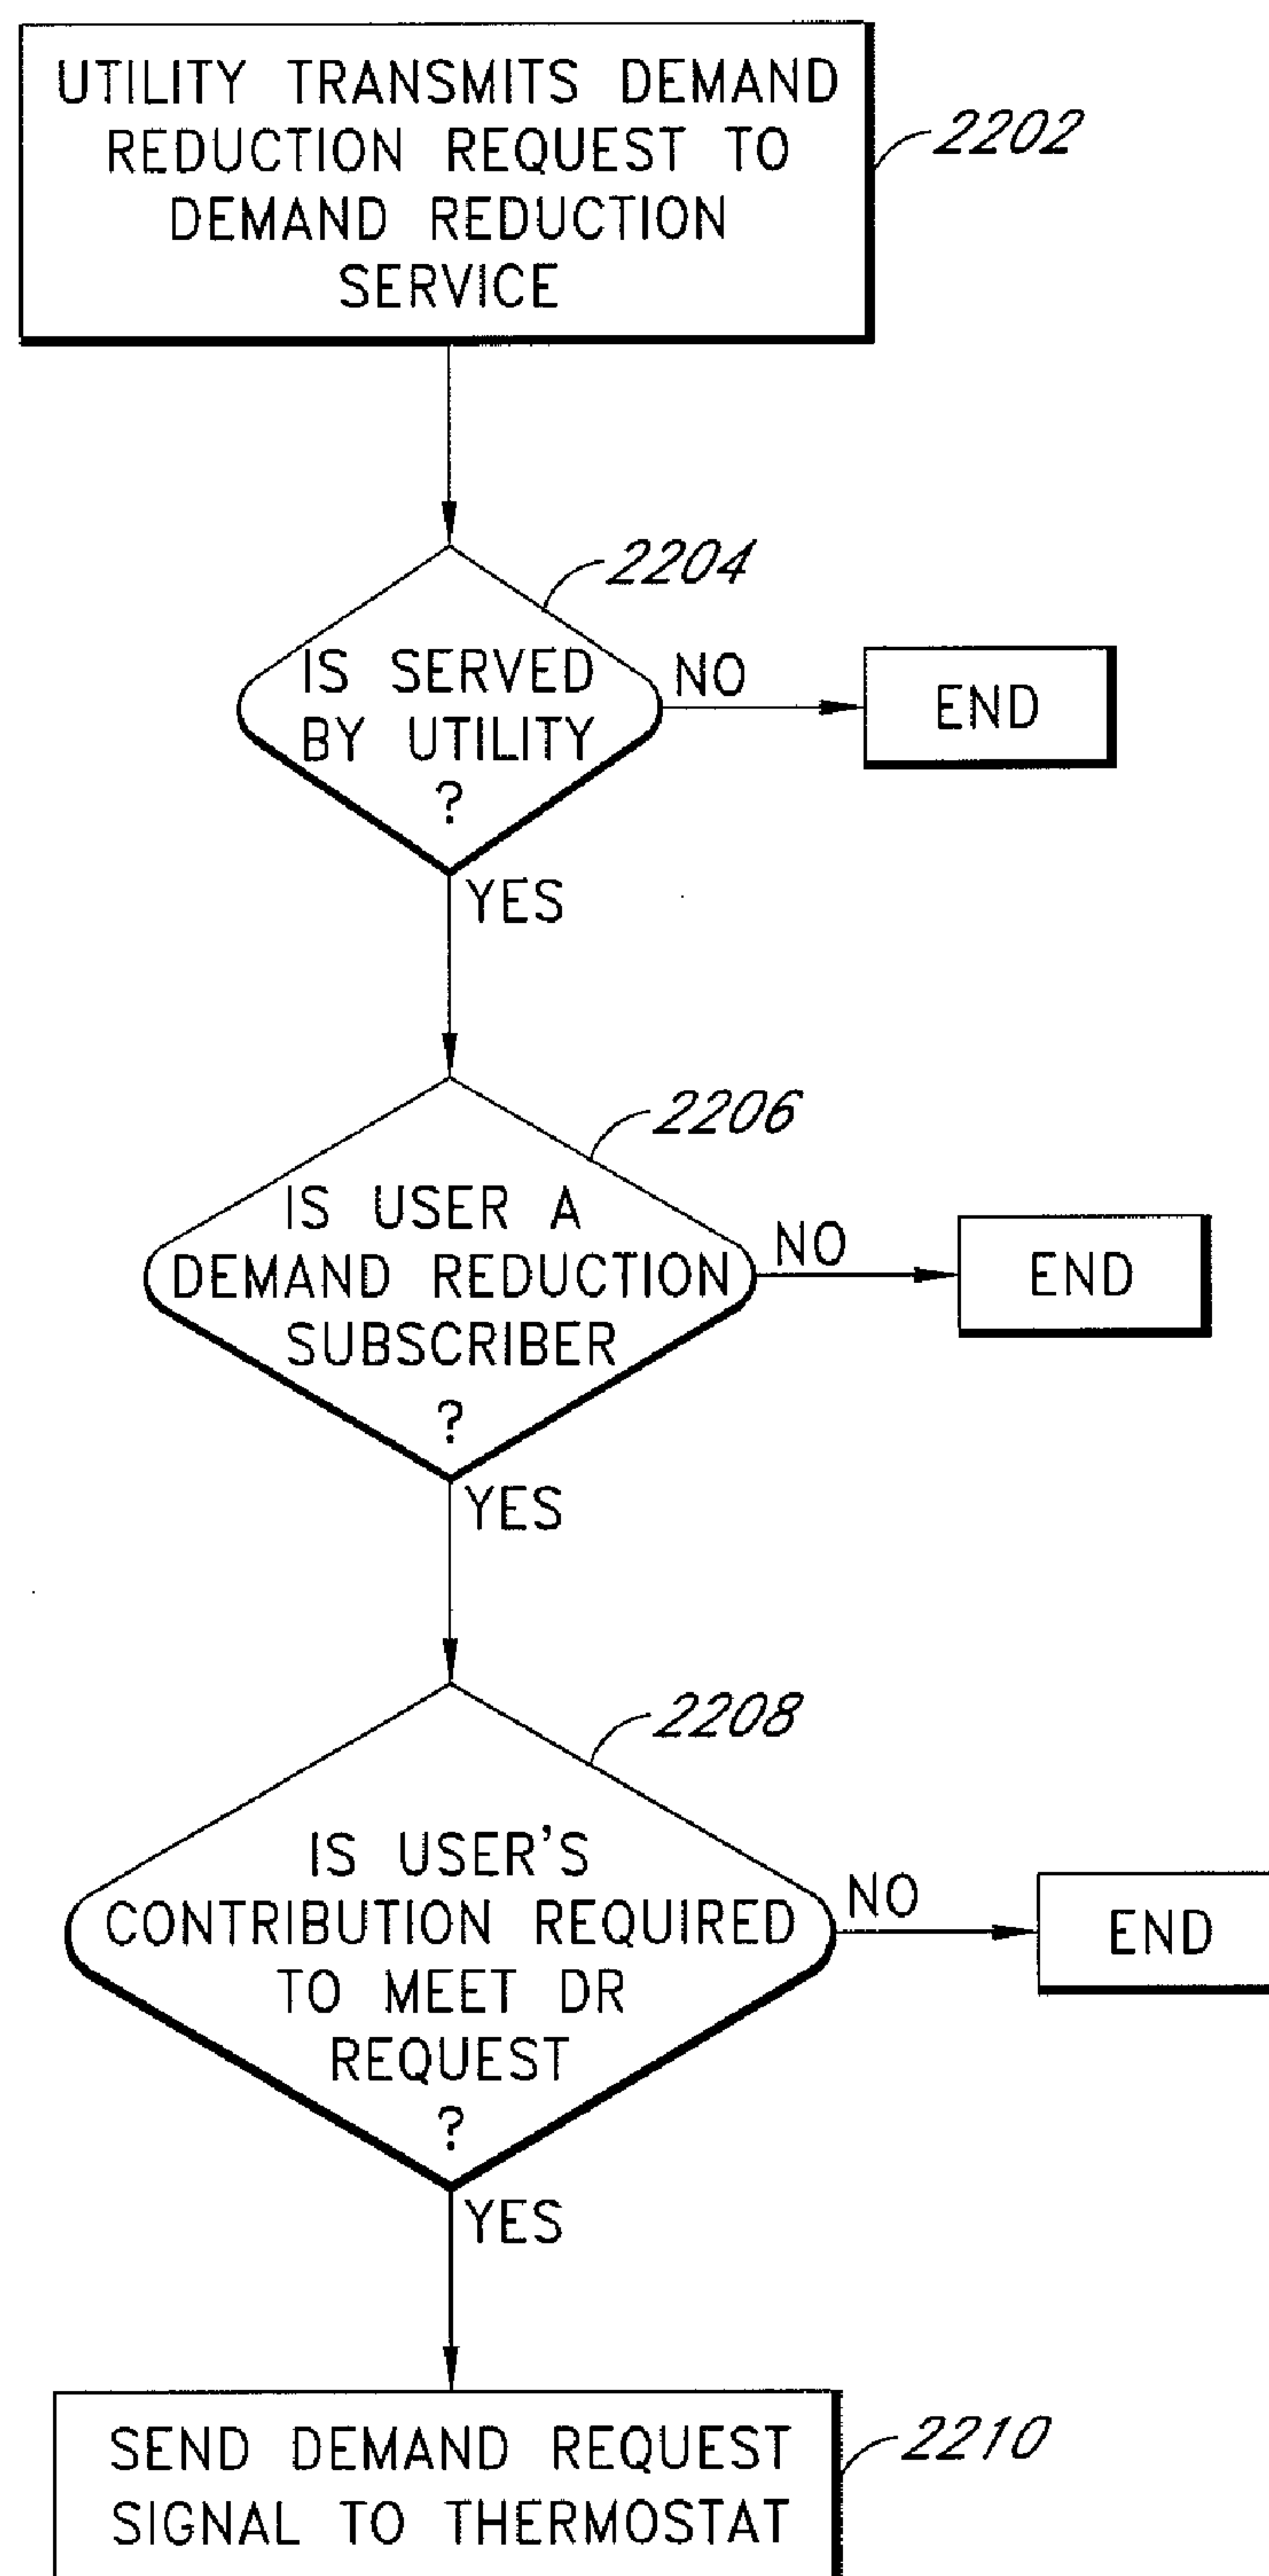 UTILITY TRANSMITS DEMAND
REDUCTION REQUEST TO
DEMAND REDUCTION
SERVICE
2202
2204
IS SERVED
BY UTILITY
?
NO
END
YES
2206
IS USER A
DEMAND REDUCTION
SUBSCRIBER
?
NO
END
YES
2208
IS USER'S
CONTRIBUTION REQUIRED
TO MEET DR
REQUEST
?
NO
END
YES
SEND DEMAND REQUEST
SIGNAL TO THERMOSTAT
2210